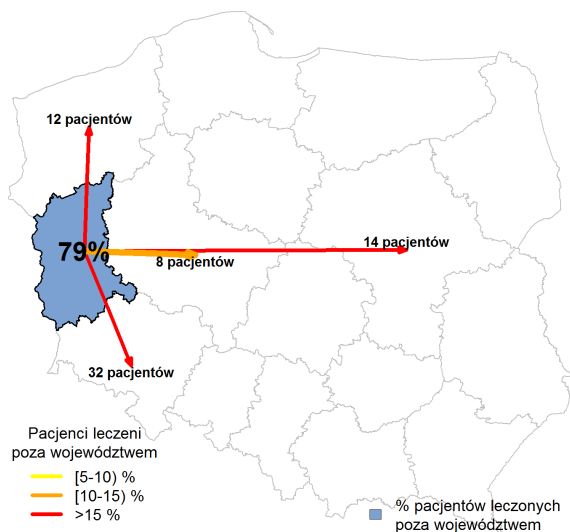 12 pacjentów
79%
14 pacjentów
8 pacjentów
32 pacjentów
Pacjenci leczeni
poza województwem
[5-10) %
[10-15) %
>15 %
% pacjentów leczonych
poza województwem